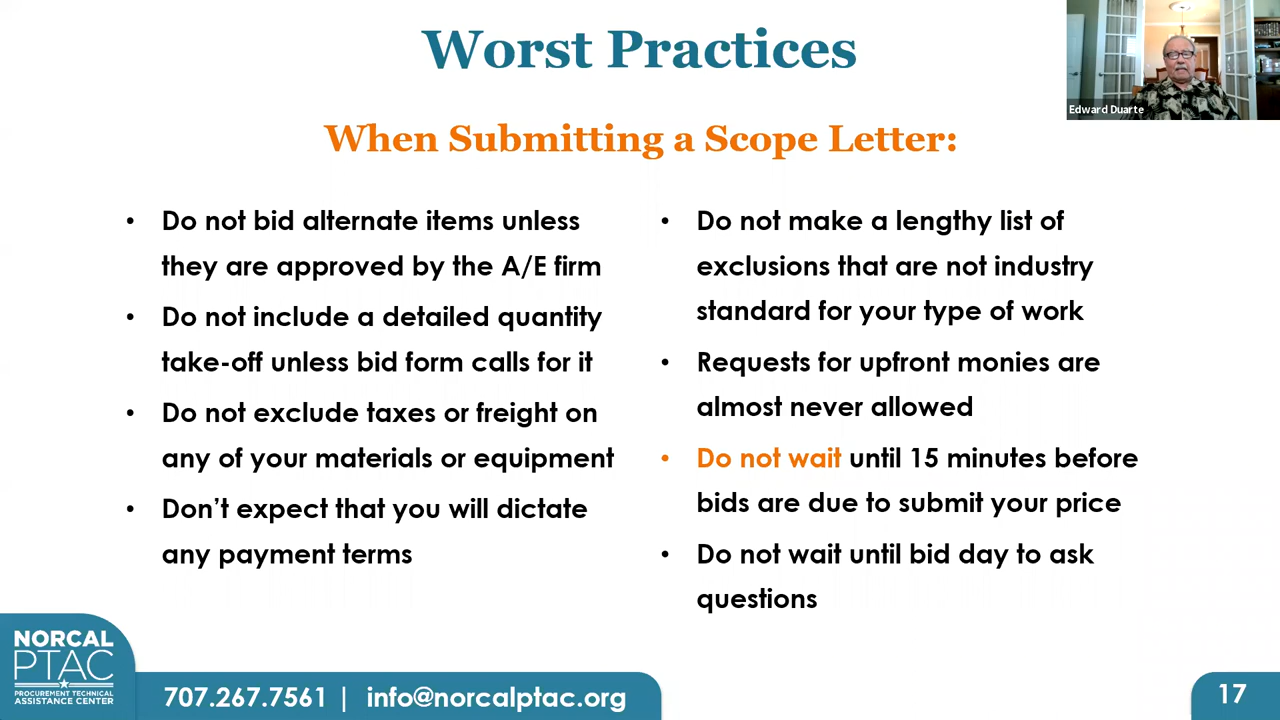 Worst Practices
Edward Duarte
When Submitting a Scope Letter:
• Do not bid alternate items unless
they are approved by the A/E firm
• Do not include a detailed quantity
take-off unless bid form calls for it
• Do not exclude taxes or freight on
any of your materials or equipment
• Don’t expect that you will dictate
any payment terms
• Do not make a lengthy list of
exclusions that are not industry
standard for your type of work
• Requests for upfront monies are
almost never allowed
• Do not wait until 15 minutes before
bids are due to submit your price
• Do not wait until bid day to ask
questions
NORCAL
PTAC
PROCUREMENT TECHNICAL
ASSISTANCE CENTER
707.267.7561 | info@norcalptac.org
17